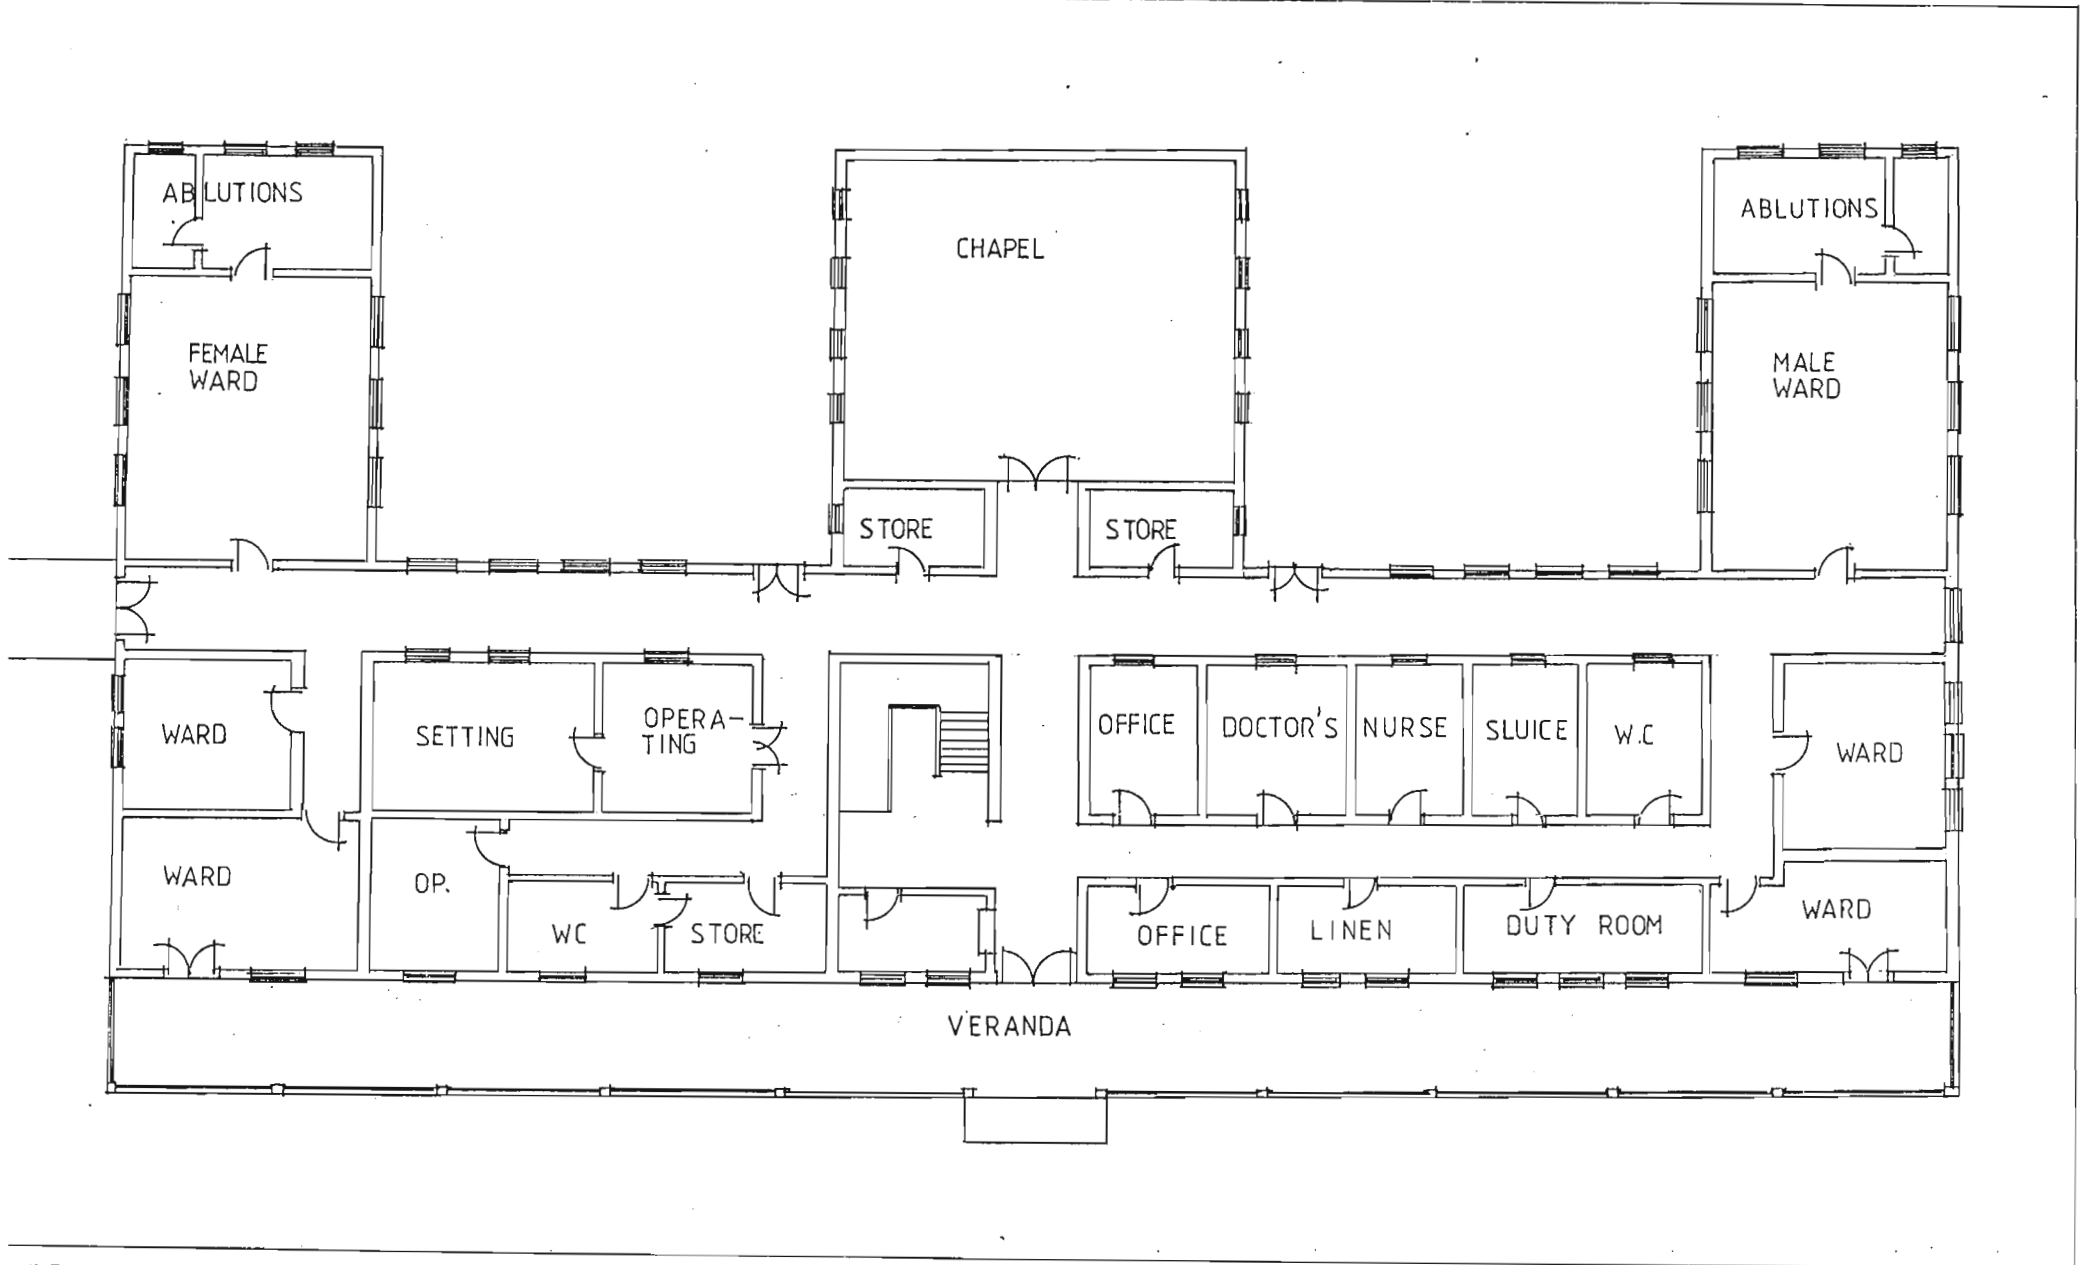 ABLUTIONS
CHAPEL
ABLUTIONS
FEMALE
WARD
MALE
WARD
STORE
STORE
WARD
SETTING
OPERA-
TING
OFFICE
DOCTOR'S
NURSE
SLUICE
W.C
WARD
WARD
OP.
WC
STORE
OFFICE
LINEN
DUTY ROOM
WARD
VERANDA